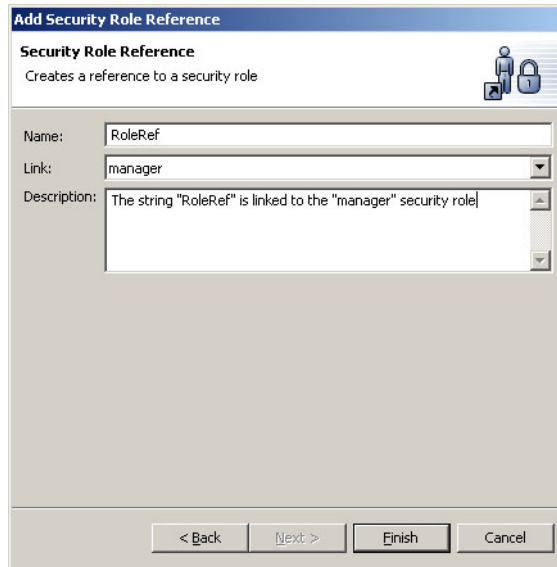 Add Security Role Reference
Security Role Reference
Creates a reference to a security role
Name: RoleRef
Link: manager
Description: The string "RoleRef" is linked to the "manager" security role
< Back Next > Finish Cancel